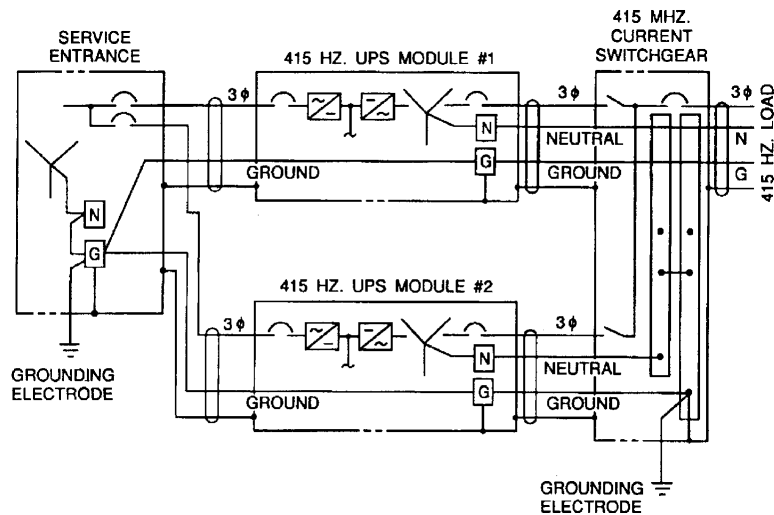 SERVICE
ENTRANCE
415 HZ. UPS MODULE #1
415 MHZ.
CURRENT
SWITCHGEAR
3ϕ
3ϕ
3ϕ
3ϕ
N
NEUTRAL
N
G
GROUND
GROUND
G
415 HZ. LOAD
N
G
415 HZ. UPS MODULE #2
3ϕ
3ϕ
N
NEUTRAL
G
GROUND
GROUND
GROUNDING
ELECTRODE
GROUNDING
ELECTRODE